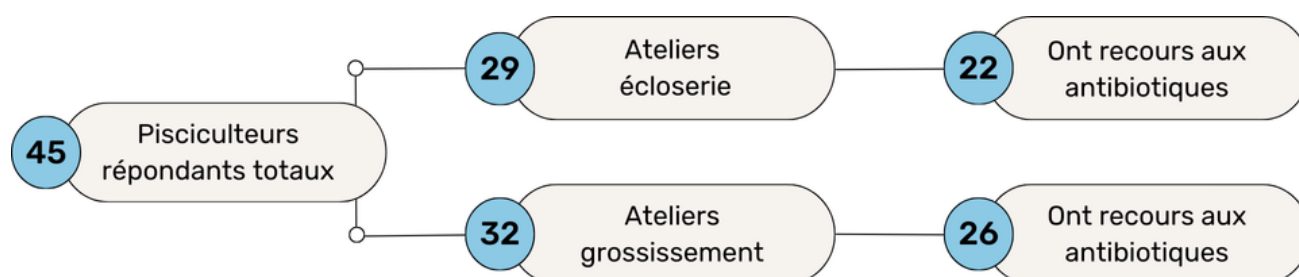 45
Pisciculteurs
répondants totaux
29
Ateliers
écloserie
22
Ont recours aux
antibiotiques
32
Ateliers
grossissement
26
Ont recours aux
antibiotiques